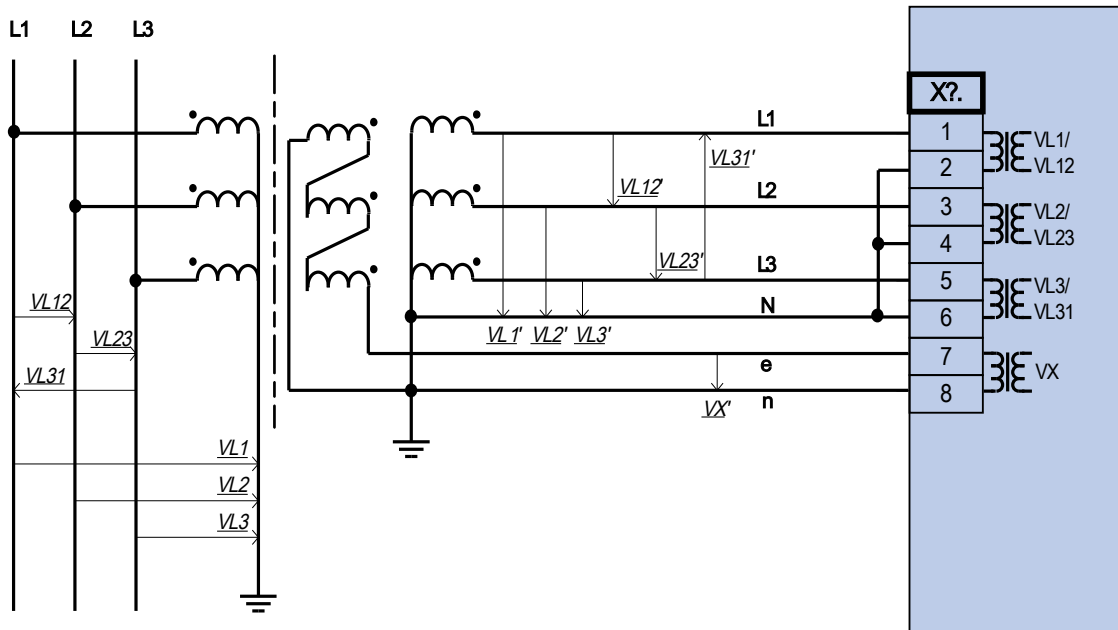 L1 L2 L3
X?.
L1
1
VL1/
VL31'
2
VL12
VL12'
L2
3
VL2/
4
VL23
VL23'
L3
5
VL3/
VL12
N
6
VL31
VL23
VL1' VL2' VL3'
7
e
VX
VL31
8
n
VX'
VL1
VL2
VL3